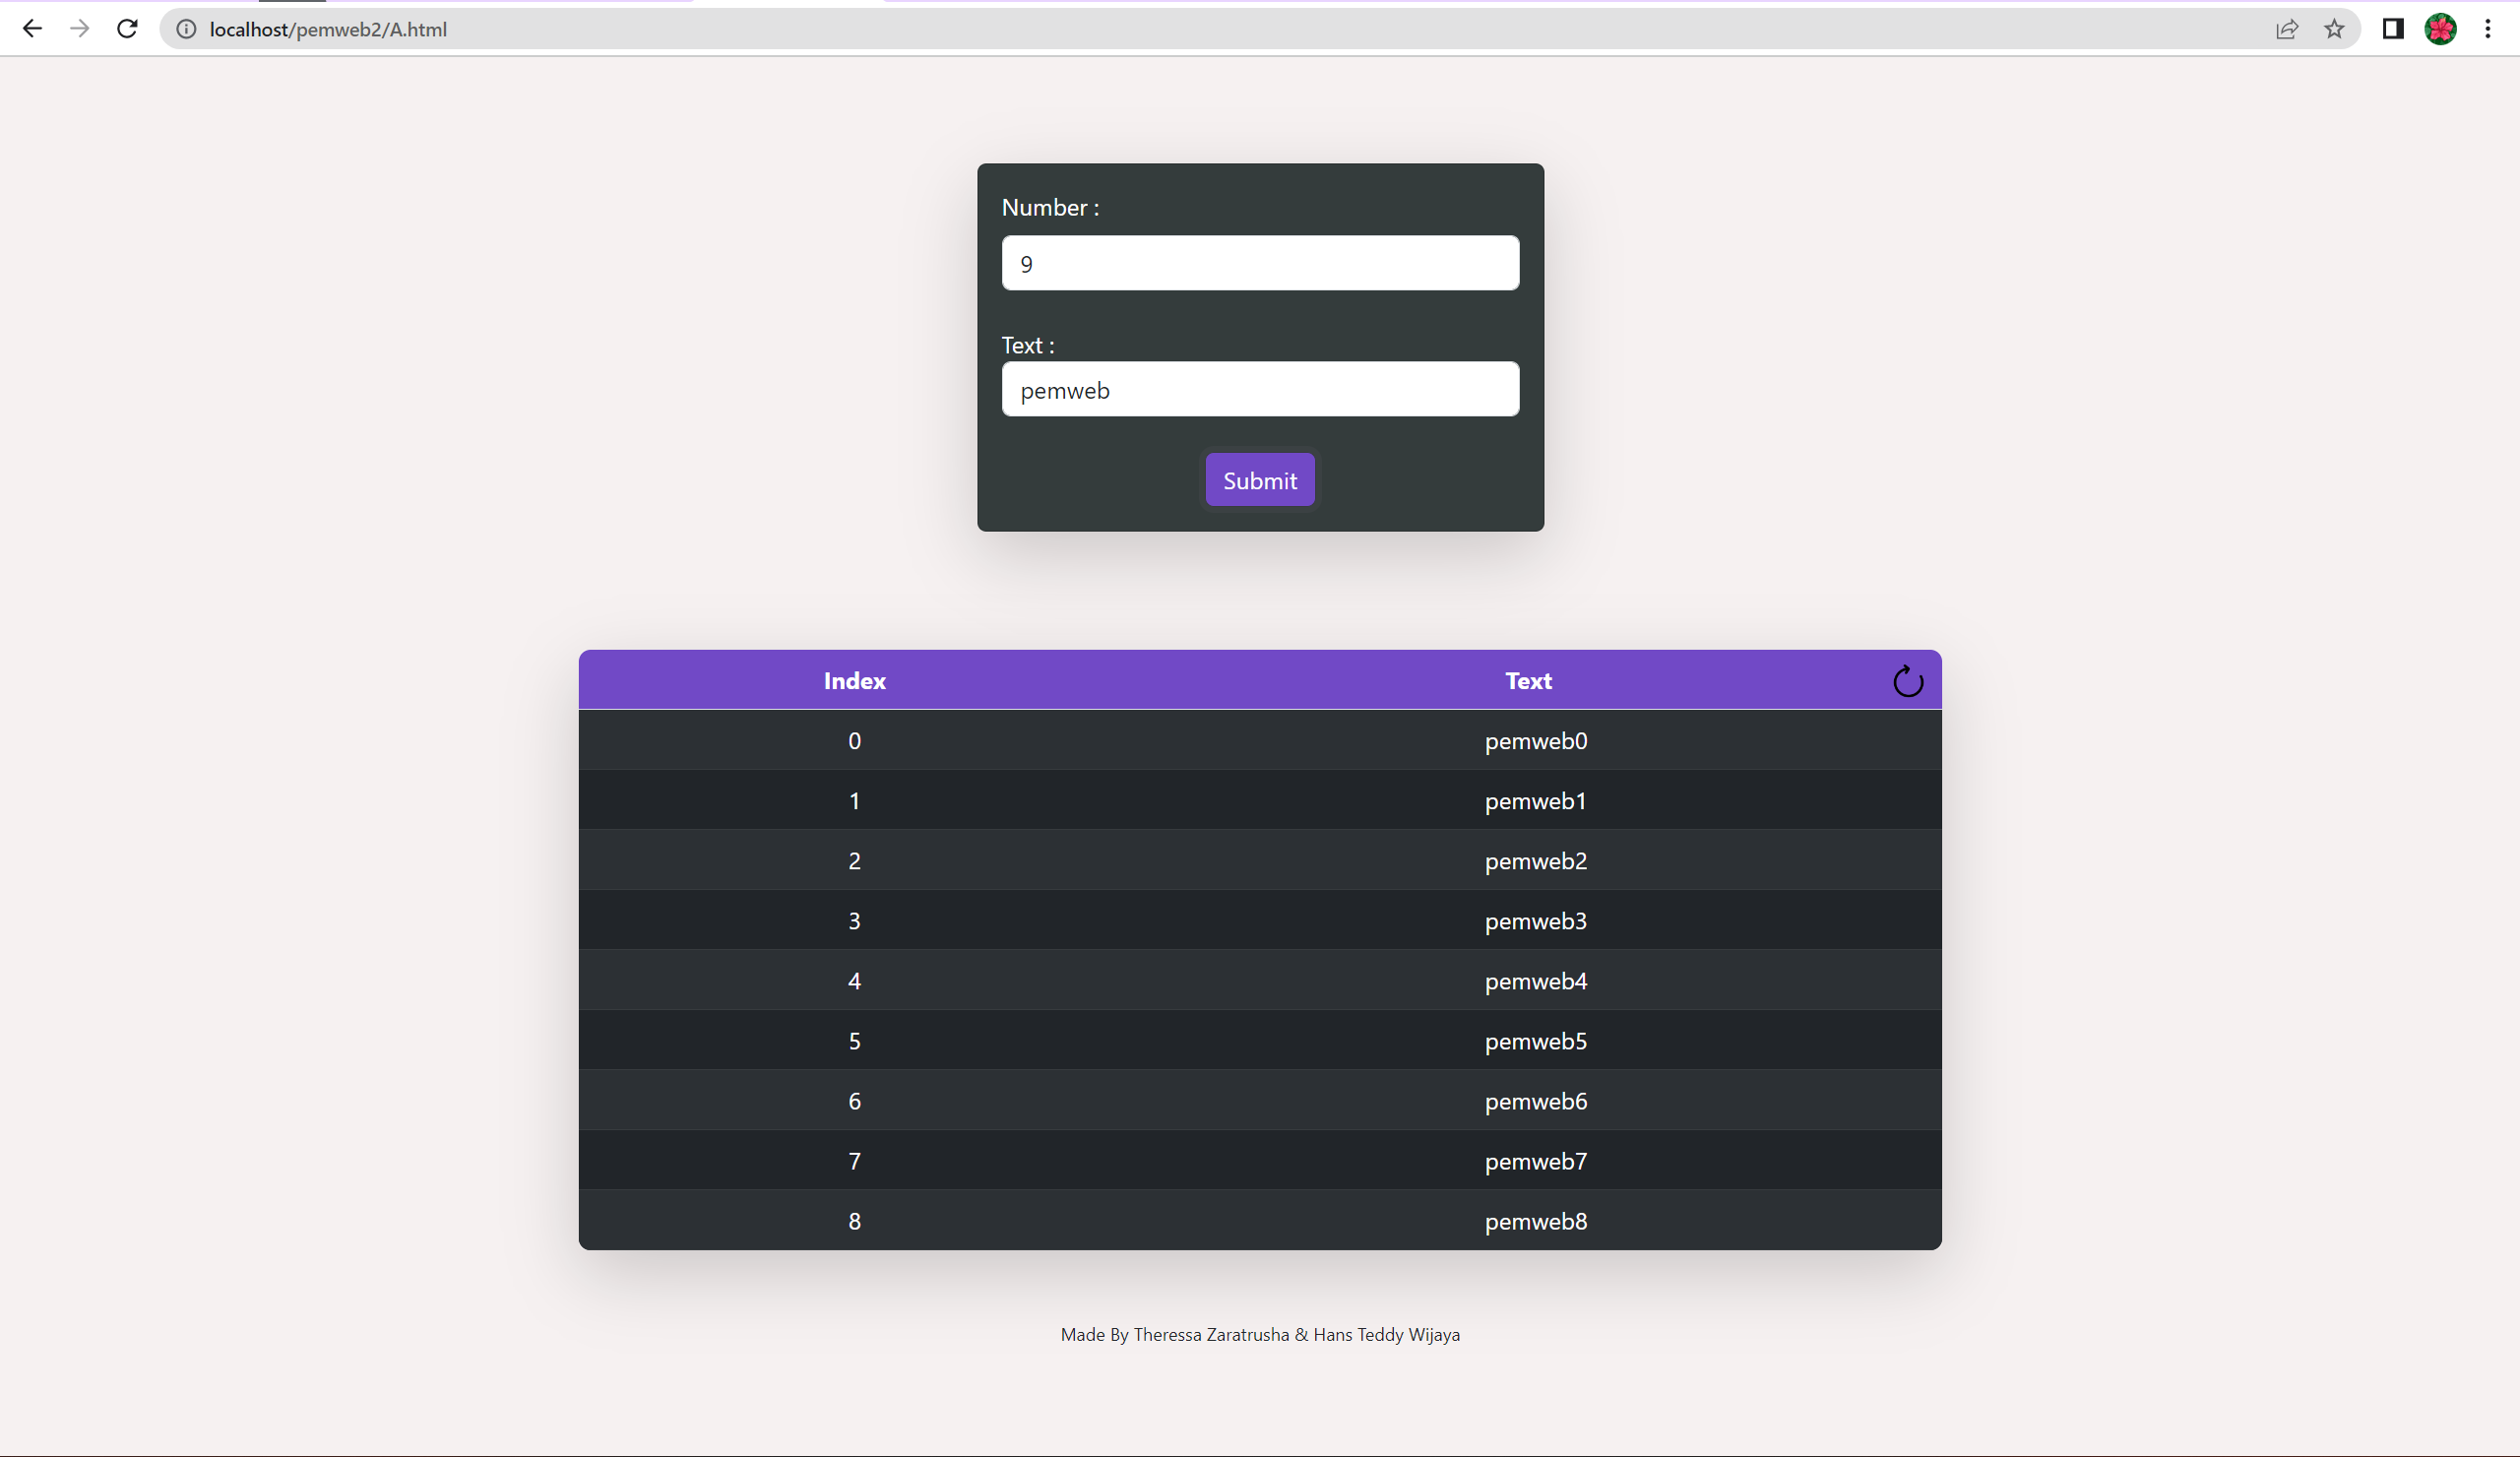 localhost/pemweb2/A.html
Number :
9
Text :
pemweb
Submit
Index Text
0 pemweb0
1 pemweb1
2 pemweb2
3 pemweb3
4 pemweb4
5 pemweb5
6 pemweb6
7 pemweb7
8 pemweb8
Made By Theressa Zaratrusha & Hans Teddy Wijaya